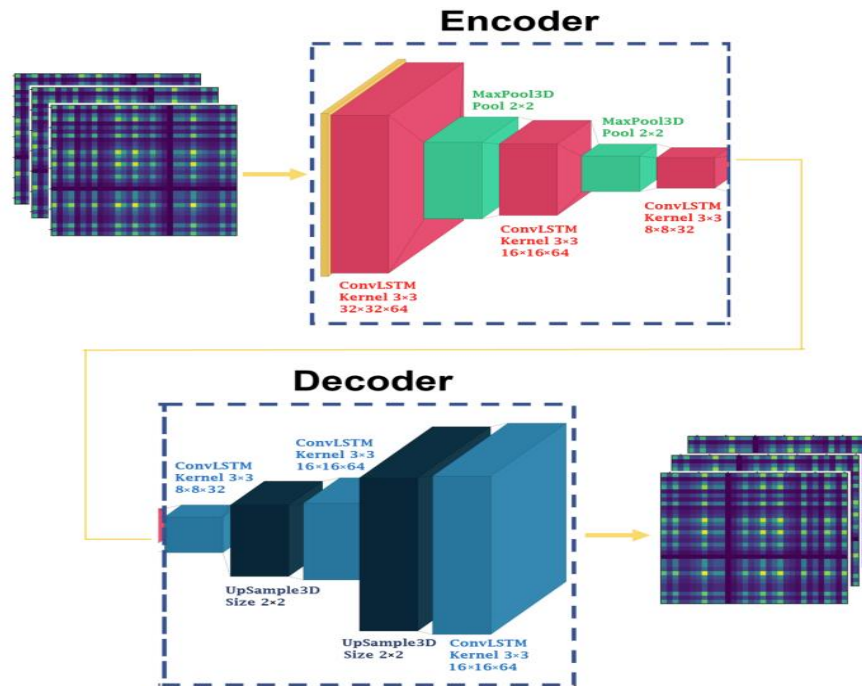 Encoder
MaxPool3D
Pool 2×2
MaxPool3D
Pool 2×2
ConvLSTM
Kernel 3×3
32×32×64
ConvLSTM
Kernel 3×3
16×16×64
ConvLSTM
Kernel 3×3
8×8×32
Decoder
ConvLSTM
Kernel 3×3
8×8×32
ConvLSTM
Kernel 3×3
16×16×64
UpSample3D
Size 2×2
UpSample3D
Size 2×2
ConvLSTM
Kernel 3×3
16×16×64